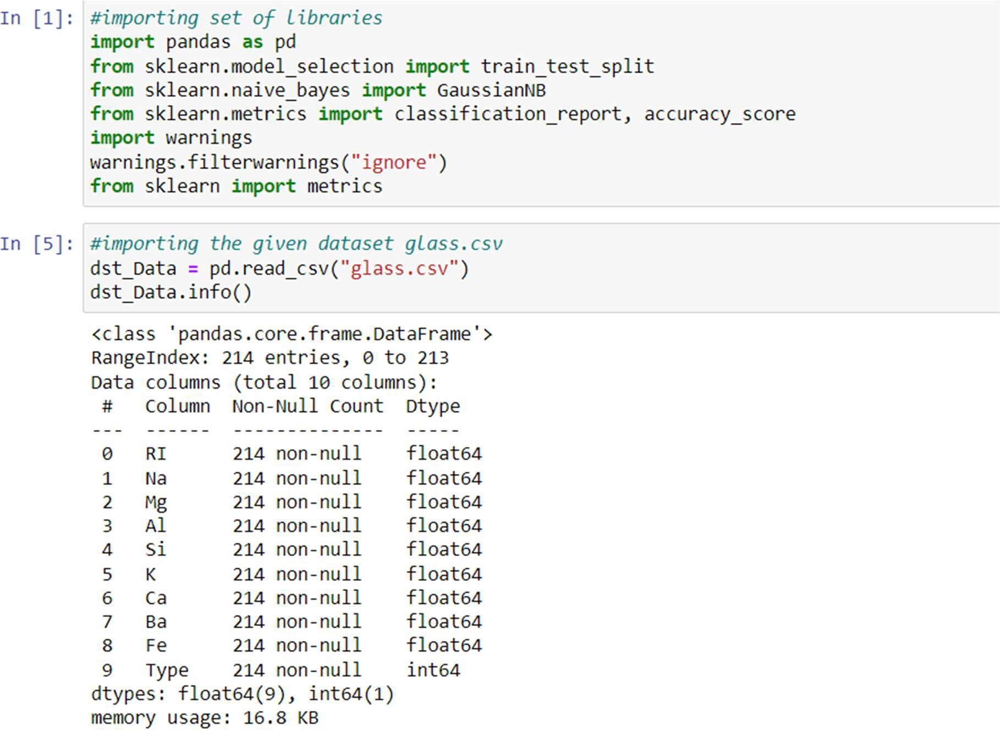 In [1]: #importing set of libraries
import pandas as pd
from sklearn.model_selection import train_test_split
from sklearn.naive_bayes import GaussianNB
from sklearn.metrics import classification_report, accuracy_score
import warnings
warnings.filterwarnings("ignore")
from sklearn import metrics
In [5]: #importing the given dataset glass.csv
dst_Data = pd.read_csv("glass.csv")
dst_Data.info()
<class 'pandas.core.frame.DataFrame'>
RangeIndex: 214 entries, 0 to 213
Data columns (total 10 columns):
 #   Column  Non-Null Count  Dtype
---  ------  --------------  -----
 0   RI      214 non-null    float64
 1   Na      214 non-null    float64
 2   Mg      214 non-null    float64
 3   Al      214 non-null    float64
 4   Si      214 non-null    float64
 5   K       214 non-null    float64
 6   Ca      214 non-null    float64
 7   Ba      214 non-null    float64
 8   Fe      214 non-null    float64
 9   Type    214 non-null    int64
dtypes: float64(9), int64(1)
memory usage: 16.8 KB